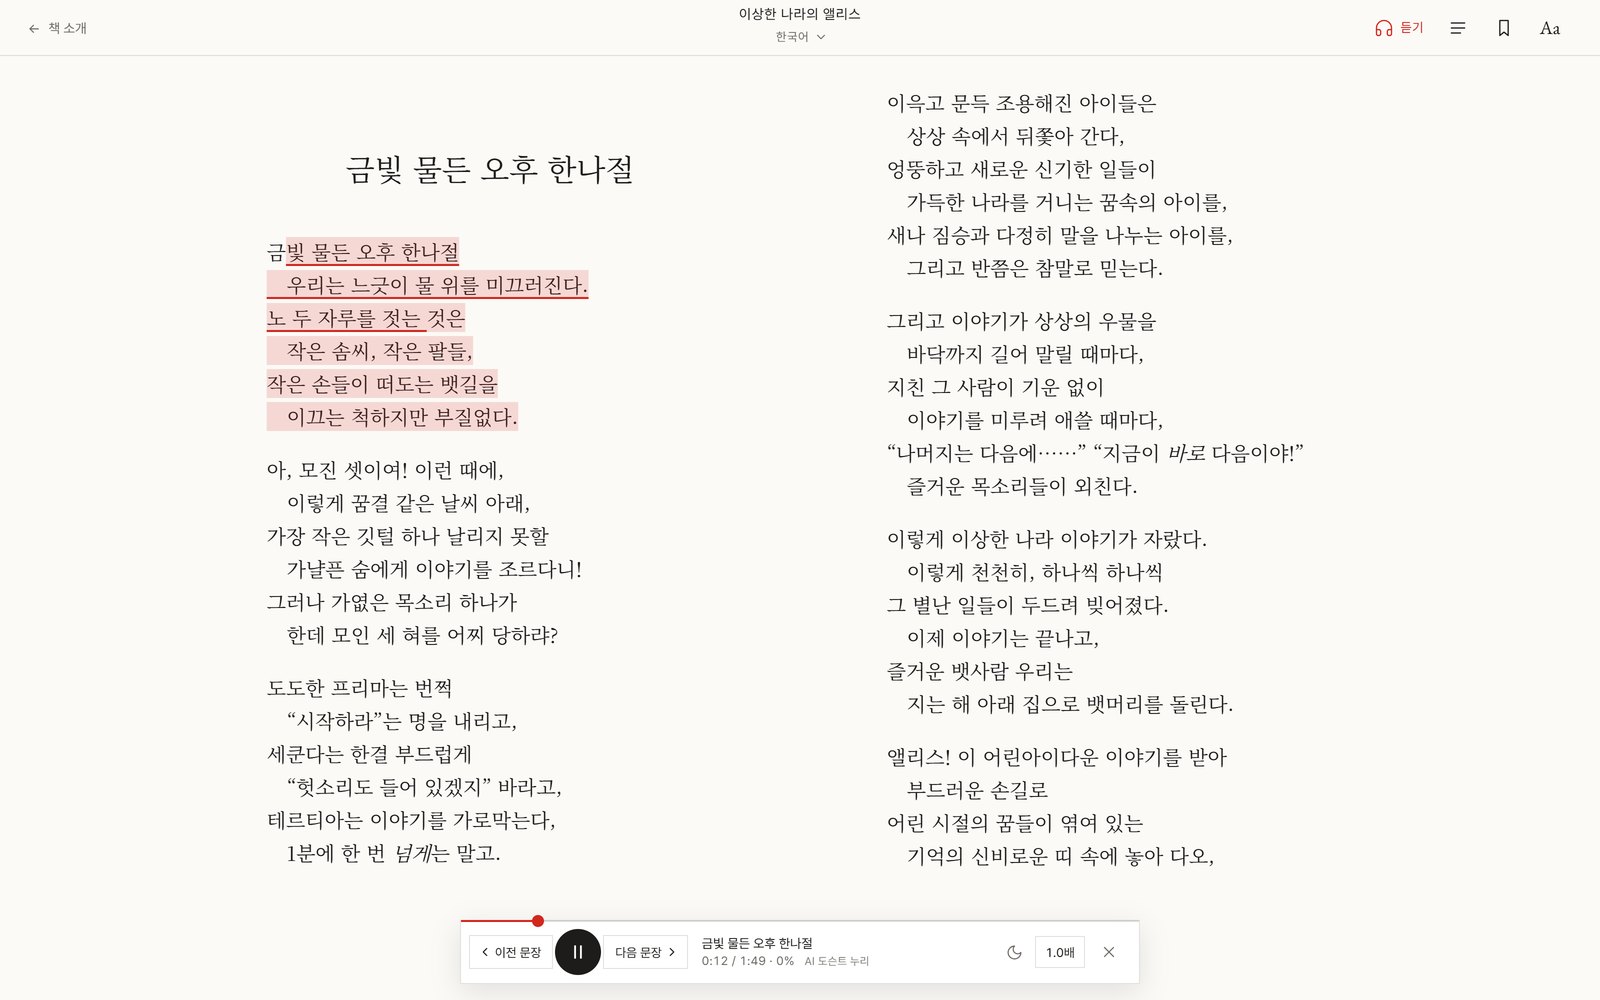 ← 책 소개
이상한 나라의 앨리스
한국어
듣기
Aa
금빛 물든 오후 한나절
금빛 물든 오후 한나절
우리는 느긋이 물 위를 미끄러진다.
노 두 자루를 젓는 것은
작은 솜씨, 작은 팔들,
작은 손들이 떠도는 뱃길을
이끄는 척하지만 부질없다.
아, 모진 셋이여! 이런 때에,
이렇게 꿈결 같은 날씨 아래,
가장 작은 깃털 하나 날리지 못할
가냘픈 숨에게 이야기를 조르다니!
그러나 가엾은 목소리 하나가
한데 모인 세 혀를 어찌 당하랴?
도도한 프리마는 번쩍
“시작하라”는 명을 내리고,
세쿤다는 한결 부드럽게
“헛소리도 들어 있겠지” 바라고,
테르티아는 이야기를 가로막는다,
1분에 한 번 넘게는 말고.
이윽고 문득 조용해진 아이들은
상상 속에서 뒤쫓아 간다,
엉뚱하고 새로운 신기한 일들이
가득한 나라를 거니는 꿈속의 아이를,
새나 짐승과 다정히 말을 나누는 아이를,
그리고 반쯤은 참말로 믿는다.
그리고 이야기가 상상의 우물을
바닥까지 길어 말릴 때마다,
지친 그 사람이 기운 없이
이야기를 미루려 애쓸 때마다,
“나머지는 다음에……” “지금이 바로 다음이야!”
즐거운 목소리들이 외친다.
이렇게 이상한 나라 이야기가 자랐다.
이렇게 천천히, 하나씩 하나씩
그 별난 일들이 두드려 빚어졌다.
이제 이야기는 끝나고,
즐거운 뱃사람 우리는
지는 해 아래 집으로 뱃머리를 돌린다.
앨리스! 이 어린아이다운 이야기를 받아
부드러운 손길로
어린 시절의 꿈들이 엮여 있는
기억의 신비로운 띠 속에 놓아 다오,
이전 문장
다음 문장
금빛 물든 오후 한나절
0:12 / 1:49 · 0% AI 도슨트 누리
1.0배